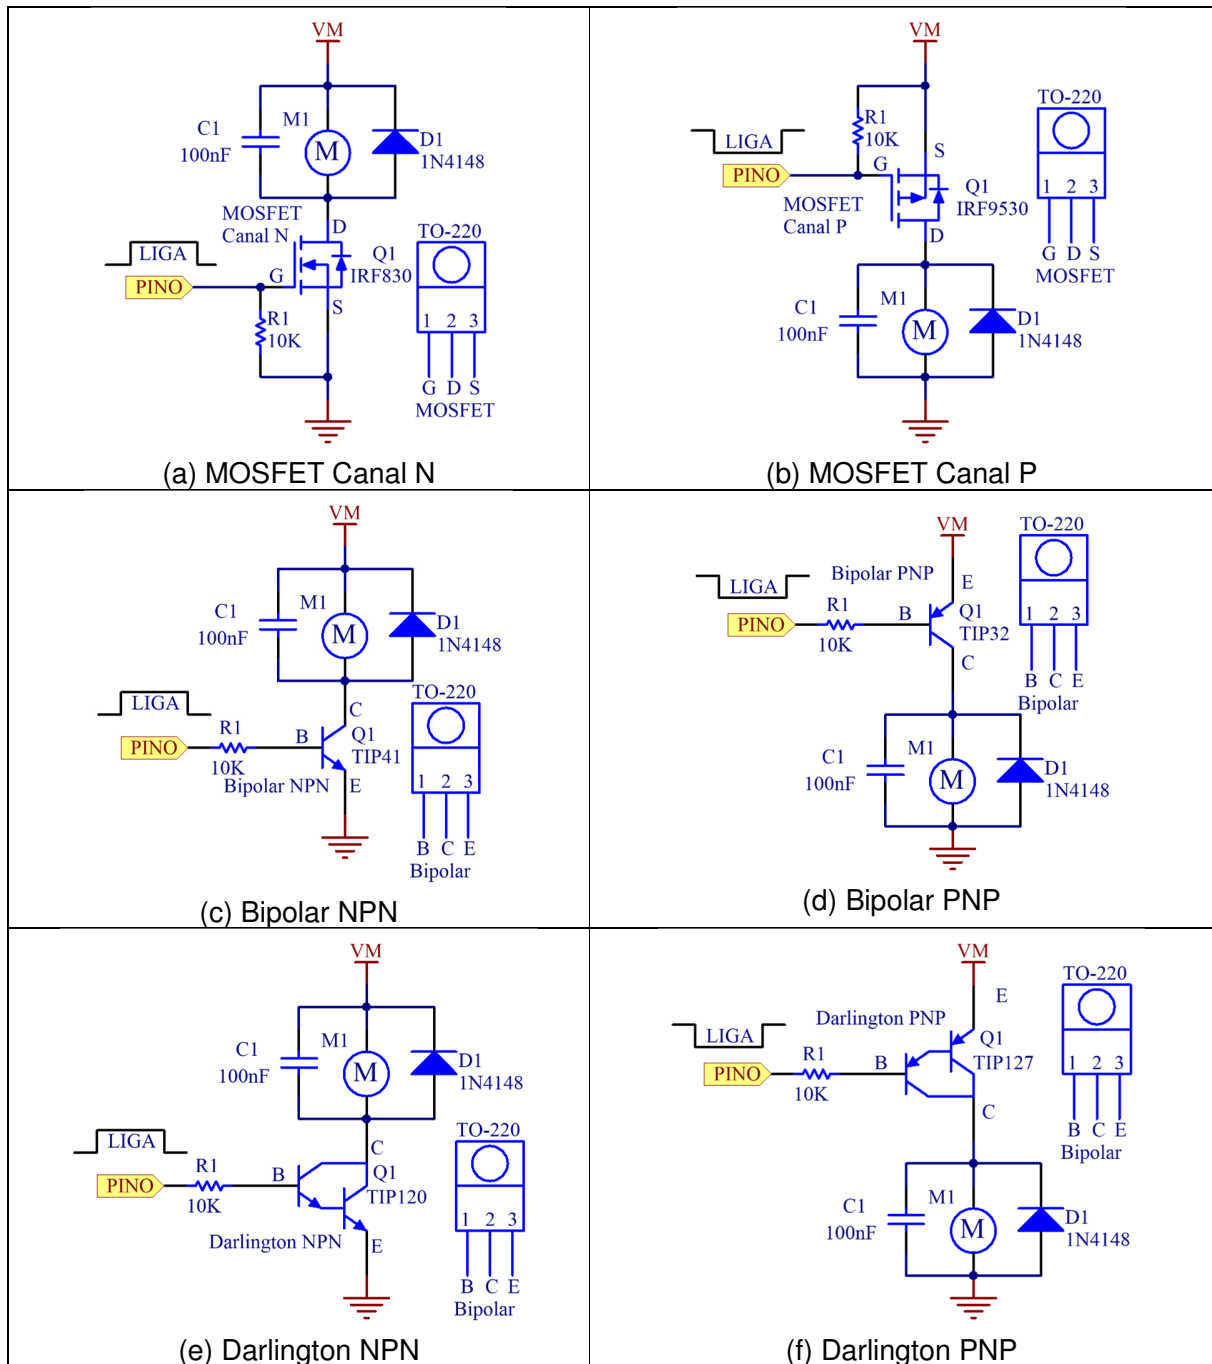 VM
C1
100nF
M1
M
D1
1N4148
MOSFET
Canal N
D
LIGA
PINO
G
Q1
IRF830
S
R1
10K
TO-220
1 2 3
G D S
MOSFET
(a) MOSFET Canal N
VM
R1
10K
LIGA
PINO
G
S
MOSFET
Canal P
Q1
IRF9530
D
C1
100nF
M1
M
D1
1N4148
TO-220
1 2 3
G D S
MOSFET
(b) MOSFET Canal P
VM
C1
100nF
M1
M
D1
1N4148
LIGA
PINO
R1
10K
B
C
Q1
TIP41
Bipolar NPN
E
TO-220
1 2 3
B C E
Bipolar
(c) Bipolar NPN
VM
Bipolar PNP
E
LIGA
PINO
R1
10K
B
Q1
TIP32
C
C1
100nF
M1
M
D1
1N4148
TO-220
1 2 3
B C E
Bipolar
(d) Bipolar PNP
VM
C1
100nF
M1
M
D1
1N4148
LIGA
PINO
R1
10K
B
C
Q1
TIP120
Darlington NPN
E
TO-220
1 2 3
B C E
Bipolar
(e) Darlington NPN
VM
E
Darlington PNP
LIGA
PINO
R1
10K
B
Q1
TIP127
C
C1
100nF
M1
M
D1
1N4148
TO-220
1 2 3
B C E
Bipolar
(f) Darlington PNP